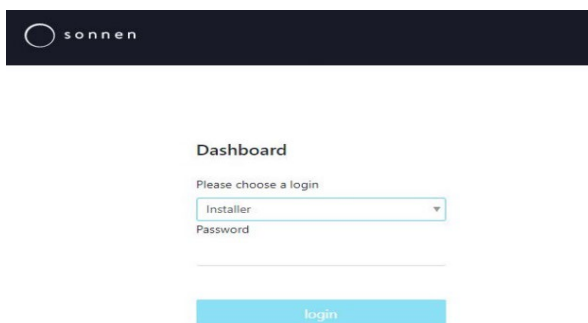 sonnen
Dashboard
Please choose a login
Installer
Password
login